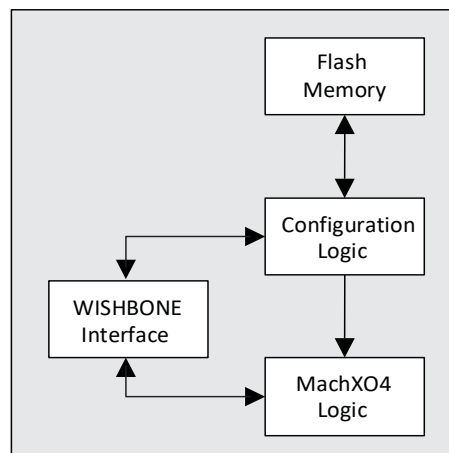 Flash
Memory
Configuration
Logic
WISHBONE
Interface
MachXO4
Logic